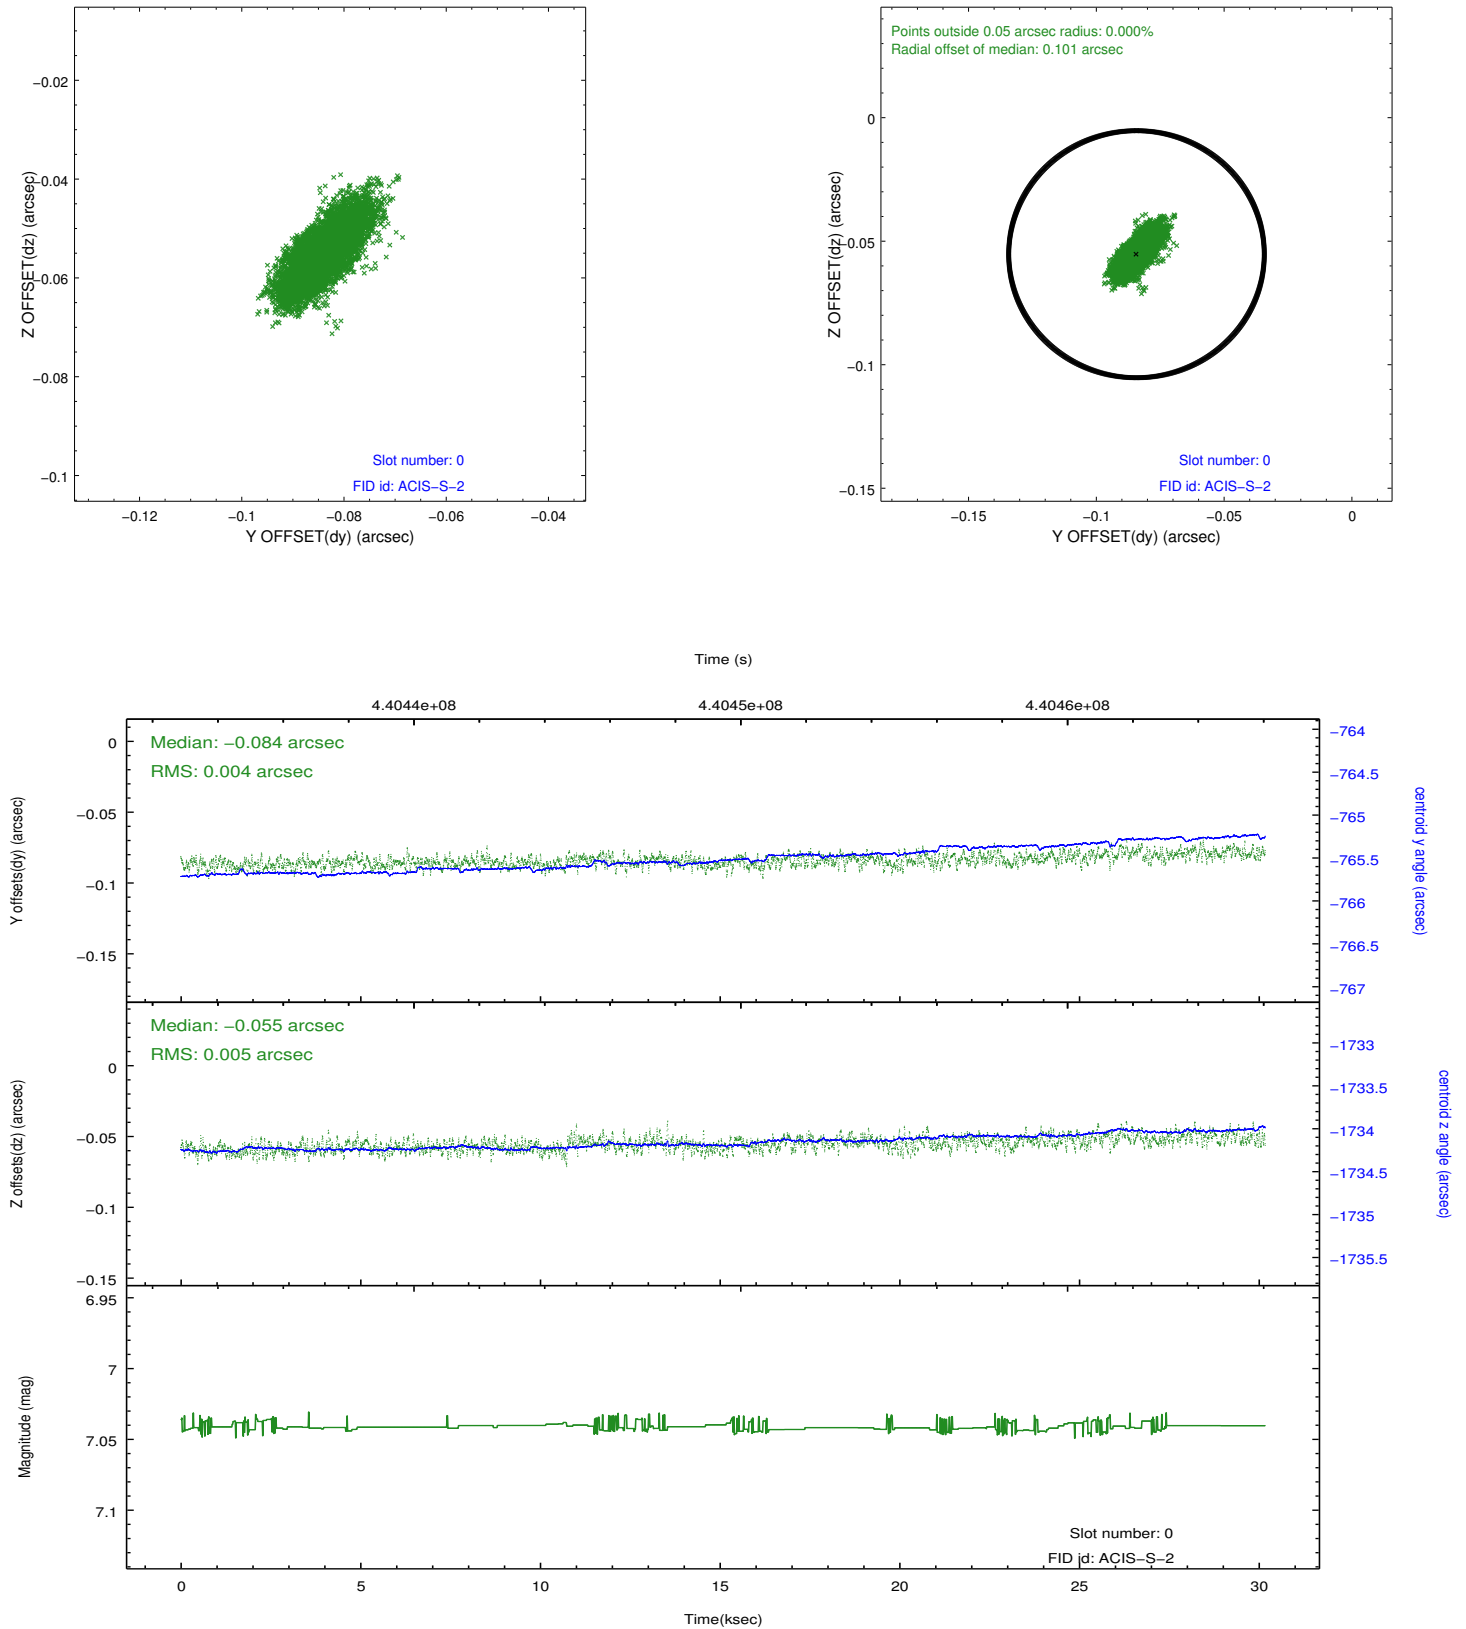 −0.02
−0.04
−0.06
−0.08
−0.1
Z OFFSET(dz) (arcsec)
Slot number: 0
FID id: ACIS−S−2
−0.12
−0.1
−0.08
−0.06
−0.04
Y OFFSET(dy) (arcsec)
Points outside 0.05 arcsec radius: 0.000%
Radial offset of median: 0.101 arcsec
0
−0.05
−0.1
−0.15
Z OFFSET(dz) (arcsec)
Slot number: 0
FID id: ACIS−S−2
−0.15
−0.1
−0.05
0
Y OFFSET(dy) (arcsec)
Time (s)
4.4044e+08
4.4045e+08
4.4046e+08
Median: −0.084 arcsec
RMS: 0.004 arcsec
0
−0.05
−0.1
−0.15
Y offsets(dy) (arcsec)
−764
−764.5
−765
−765.5
−766
−766.5
−767
centroid y angle (arcsec)
Median: −0.055 arcsec
RMS: 0.005 arcsec
0
−0.05
−0.1
−0.15
Z offsets(dz) (arcsec)
−1733
−1733.5
−1734
−1734.5
−1735
−1735.5
centroid z angle (arcsec)
6.95
7
7.05
7.1
Magnitude (mag)
Slot number: 0
FID id: ACIS−S−2
0
5
10
15
20
25
30
Time(ksec)